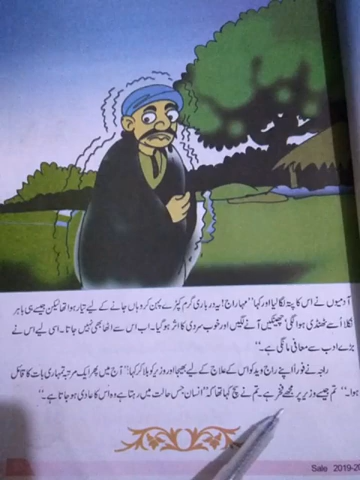 آدمیوں نے اس کا پتہ لگا لیا اور کہا ”مہاراج! یہ درباری گرم کپڑے پہن کر وہاں جانے کے لیے تیار ہوا تھا لیکن جیسے ہی باہر
نکلا اُسے ٹھنڈی ہوا لگی، چھینکیں آنے لگیں اور خوب سردی کا اثر ہو گیا۔ اب اس سے اٹھا بھی نہیں جاتا۔ اسی لیے اس نے
بڑے ادب سے معافی مانگی ہے۔“
راجہ نے فوراً اپنے راج وید کو اس کے علاج کے لیے بھیجا اور وزیر کو بلا کر کہا ”آج میں پھر ایک مرتبہ تمہاری بات کا قائل
ہوا۔“ تم جیسے وزیر پر مجھے فخر ہے۔ تم نے سچ کہا تھا کہ ”انسان جس حالت میں رہتا ہے وہ اس کا عادی ہو جاتا ہے۔“
Sale 2019-20